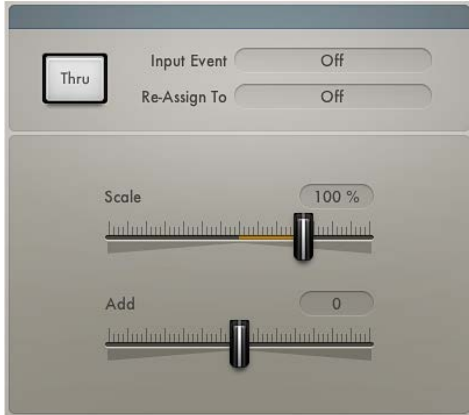 Thru
Input Event Off
Re-Assign To Off
Scale 100 %
Add 0